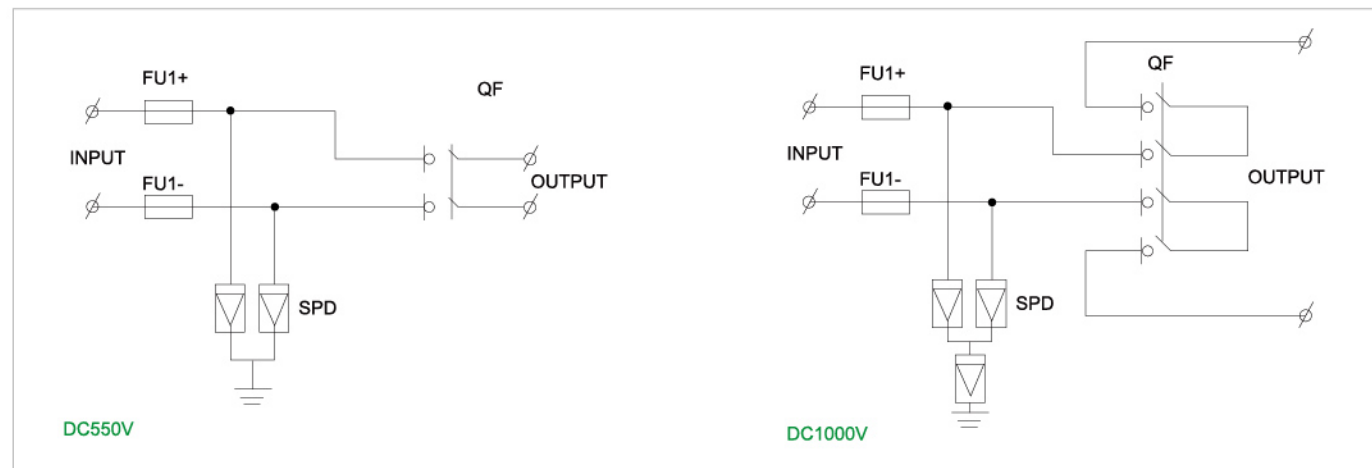 FU1+
QF
INPUT
FU1-
OUTPUT
SPD
DC550V
QF
FU1+
INPUT
FU1-
OUTPUT
SPD
DC1000V